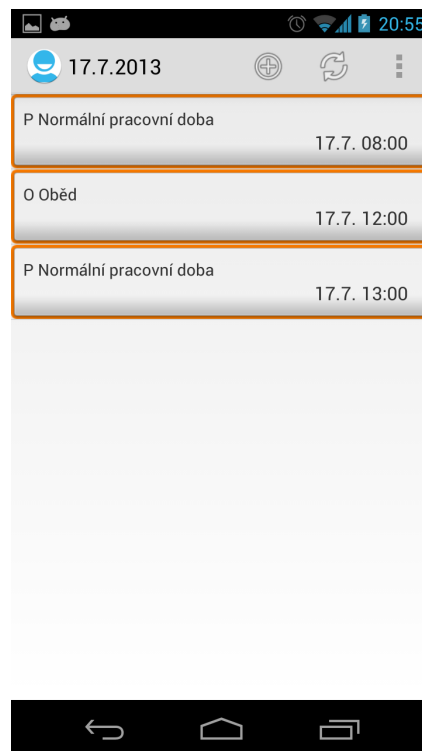 20:55
17.7.2013
P Normální pracovní doba
17.7. 08:00
O Oběd
17.7. 12:00
P Normální pracovní doba
17.7. 13:00